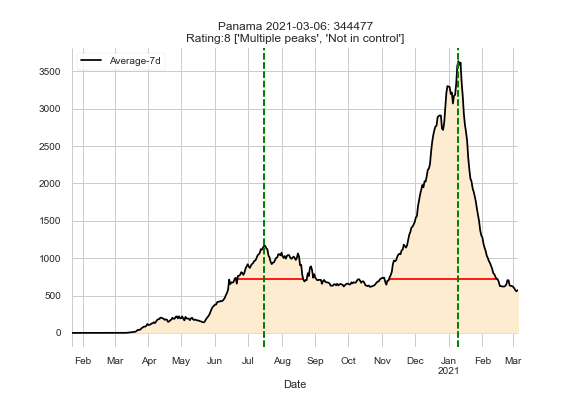 Panama 2021-03-06: 344477
Rating:8 ['Multiple peaks', 'Not in control']
Average-7d
3500
3000
2500
2000
1500
1000
500
0
Feb Mar Apr May Jun Jul Aug Sep Oct Nov Dec Jan Feb Mar
2021
Date